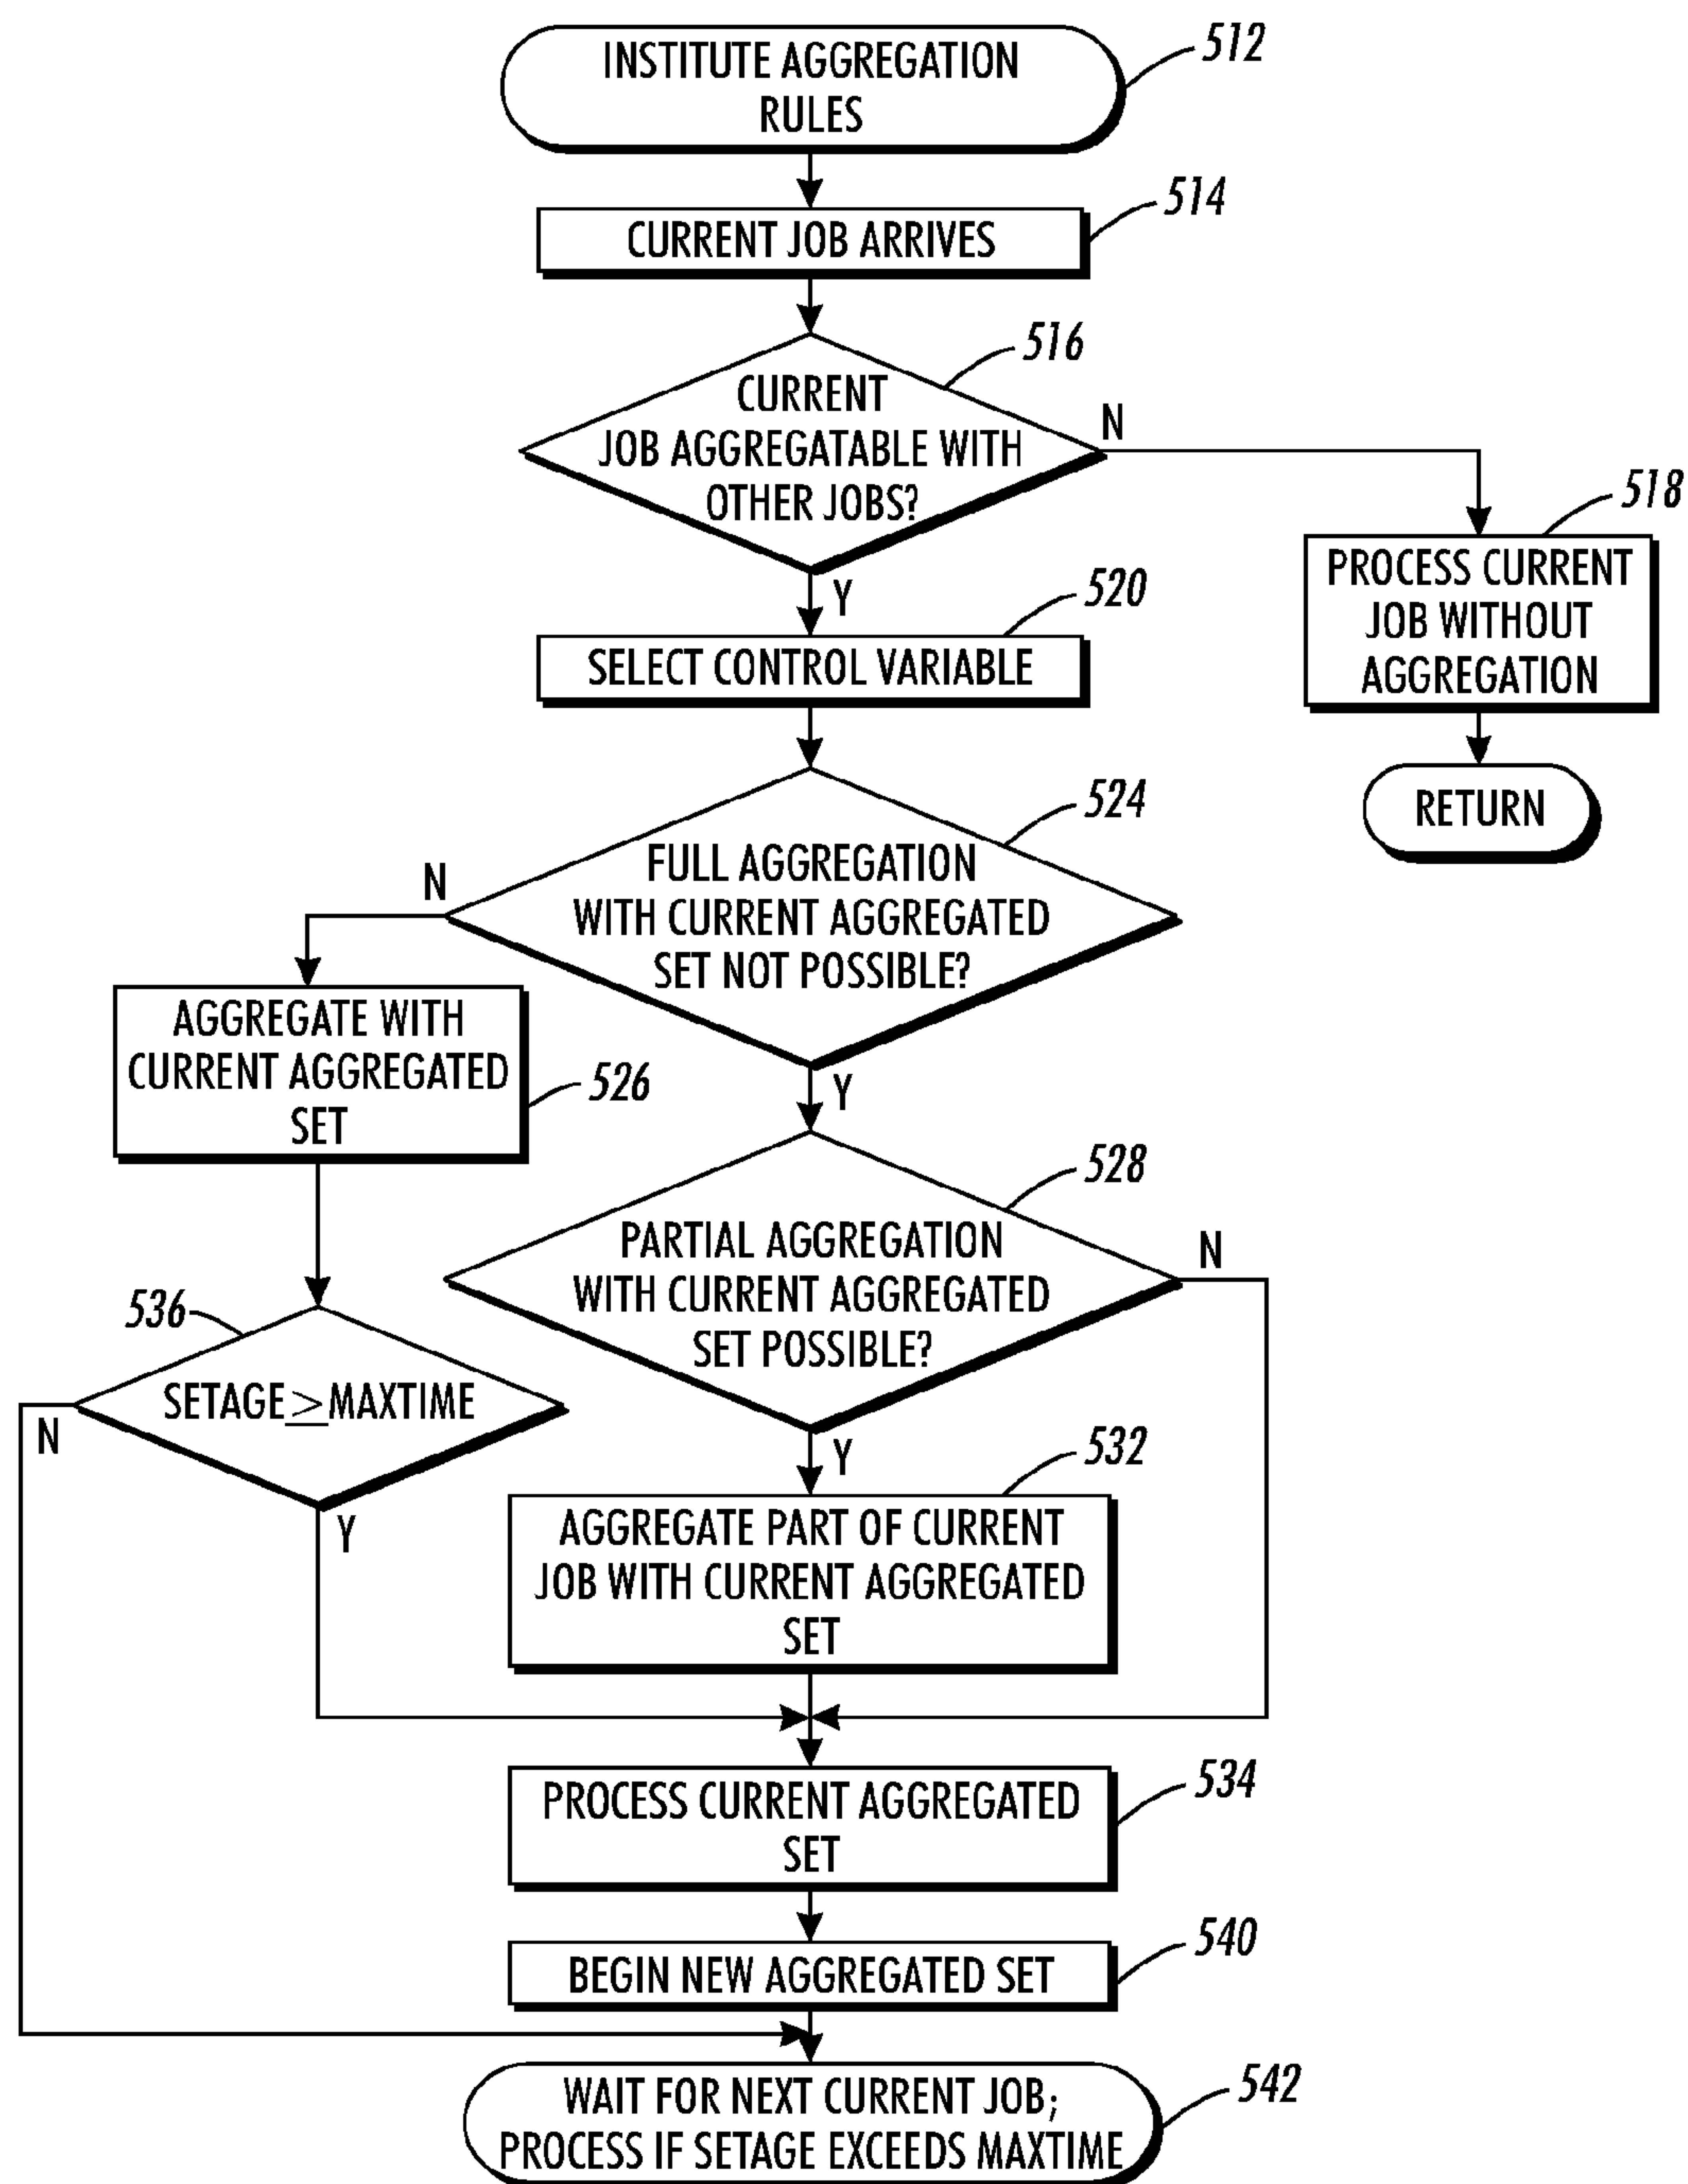 INSTITUTE AGGREGATION
RULES
512
CURRENT JOB ARRIVES
514
CURRENT
JOB AGGREGATABLE WITH
OTHER JOBS?
516
N
Y
PROCESS CURRENT
JOB WITHOUT
AGGREGATION
518
RETURN
SELECT CONTROL VARIABLE
520
FULL AGGREGATION
WITH CURRENT AGGREGATED
SET NOT POSSIBLE?
524
N
Y
AGGREGATE WITH
CURRENT AGGREGATED
SET
526
PARTIAL AGGREGATION
WITH CURRENT AGGREGATED
SET POSSIBLE?
528
N
Y
536
SETAGE ≥ MAXTIME
N
Y
AGGREGATE PART OF CURRENT
JOB WITH CURRENT AGGREGATED
SET
532
PROCESS CURRENT AGGREGATED
SET
534
BEGIN NEW AGGREGATED SET
540
WAIT FOR NEXT CURRENT JOB;
PROCESS IF SETAGE EXCEEDS MAXTIME
542